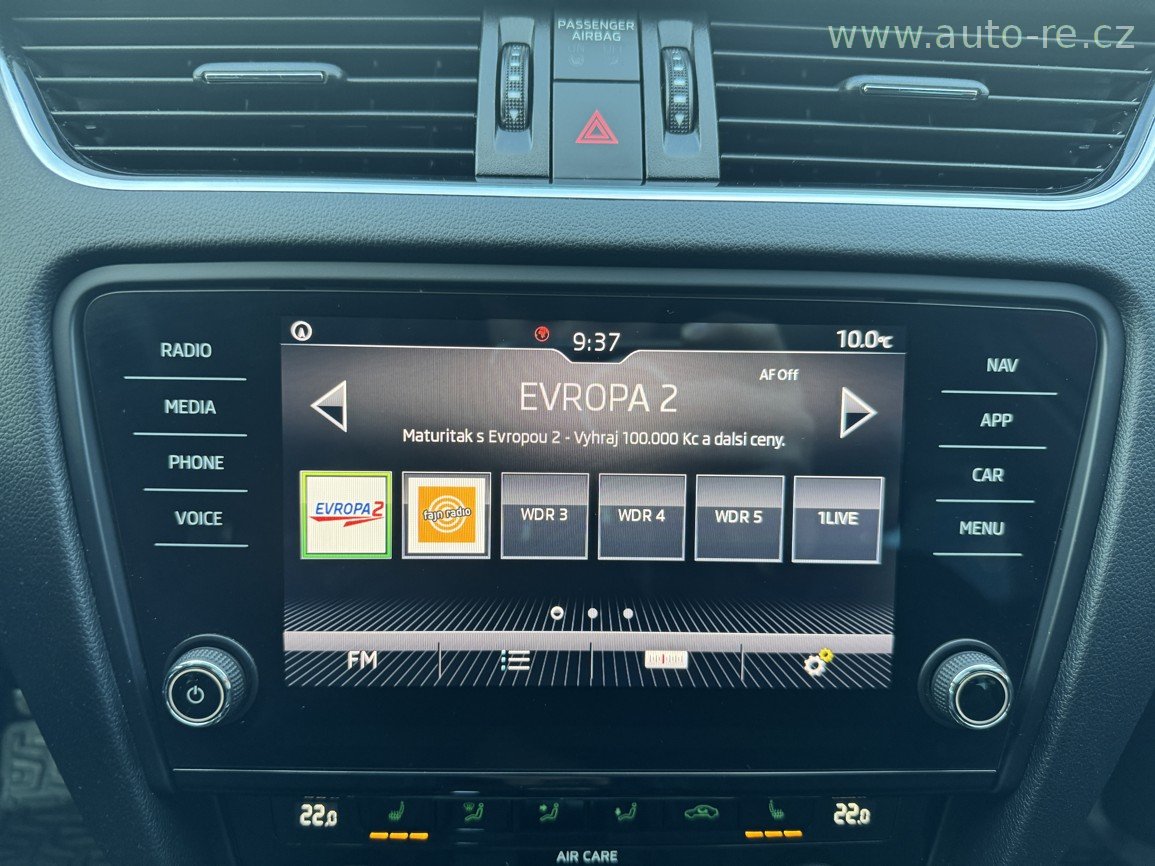 www.auto-re.cz
PASSENGER
AIRBAG
ON OFF
RADIO
MEDIA
PHONE
VOICE
9:37
10.0°C
AF Off
EVROPA 2
Maturitak s Evropou 2 - Vyhraj 100.000 Kc a dalsi ceny.
EVROPA 2
fajn radio
WDR 3
WDR 4
WDR 5
1LIVE
FM
NAV
APP
CAR
MENU
22.0
22.0
AIR CARE